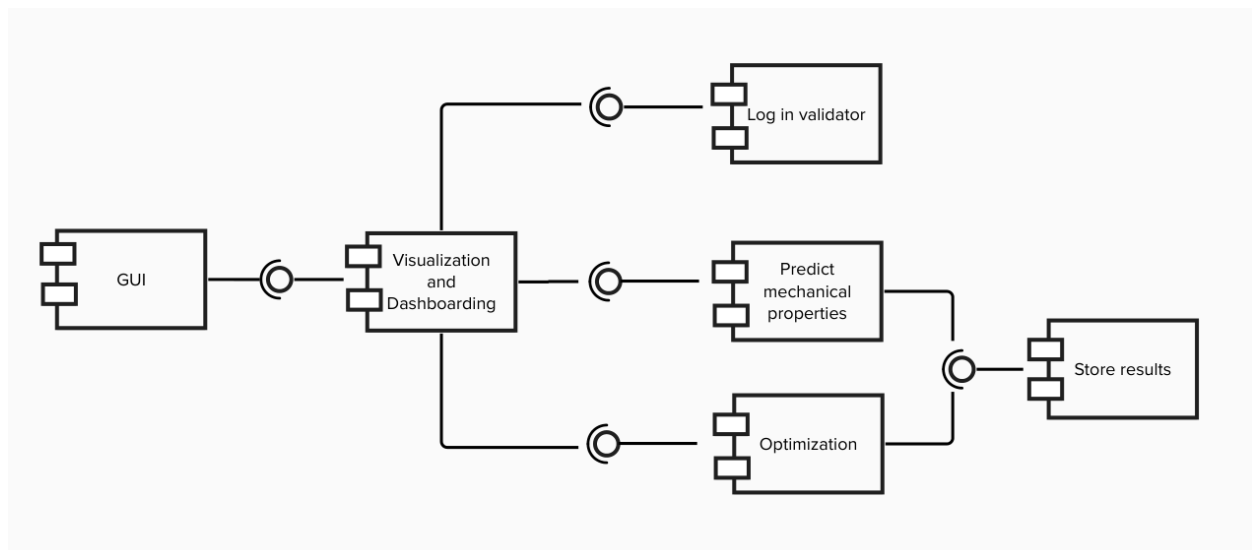 Log in validator
GUI
Visualization
and
Dashboarding
Predict
mechanical
properties
Store results
Optimization